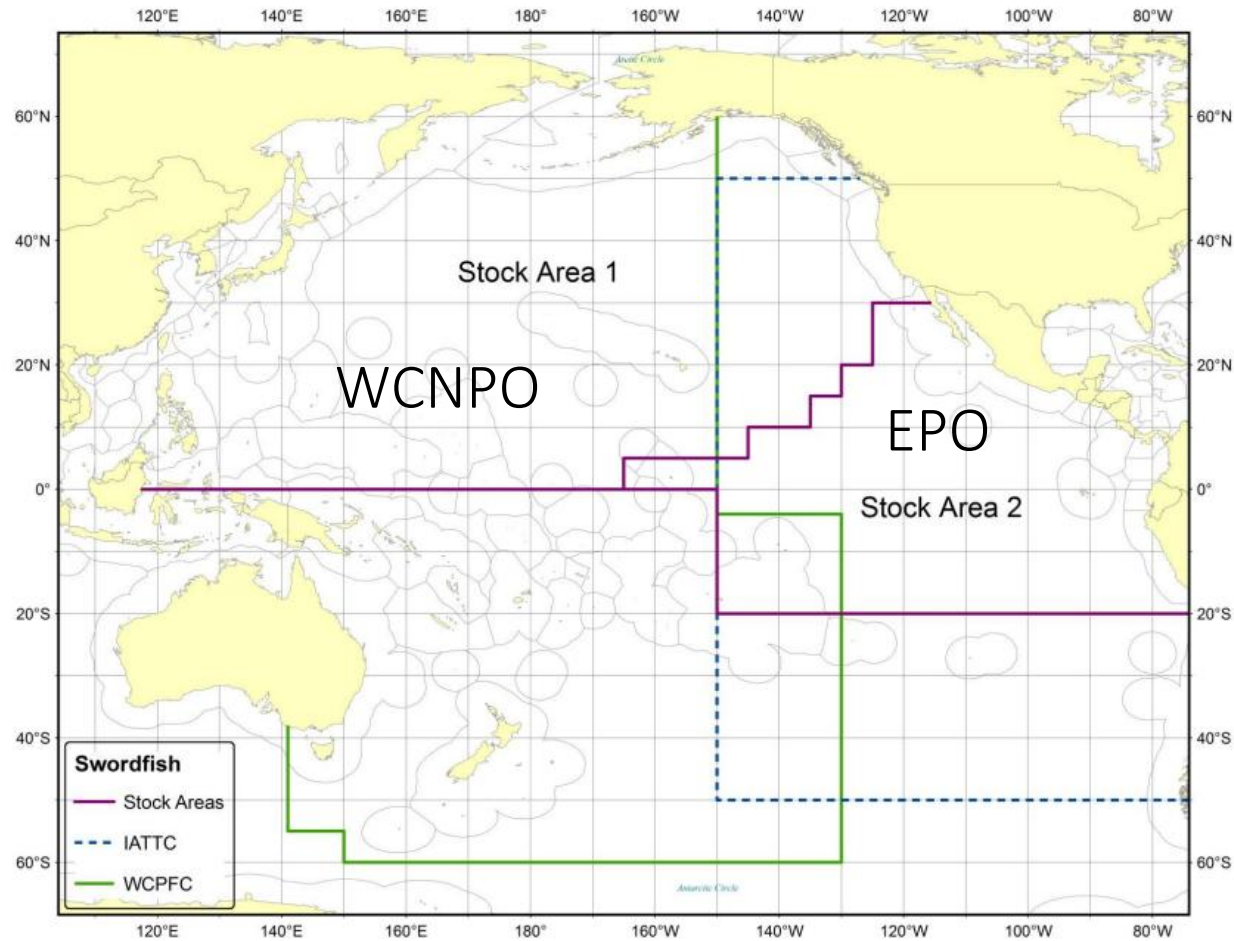 120°E 140°E 160°E 180° 160°W 140°W 120°W 100°W 80°W
Arctic Circle
60°N 60°N
40°N 40°N
Stock Area 1
20°N 20°N
WCNPO
EPO
0° 0°
Stock Area 2
20°S 20°S
40°S 40°S
Swordfish
Stock Areas
IATTC
60°S 60°S
WCPFC
Antarctic Circle
120°E 140°E 160°E 180° 160°W 140°W 120°W 100°W 80°W